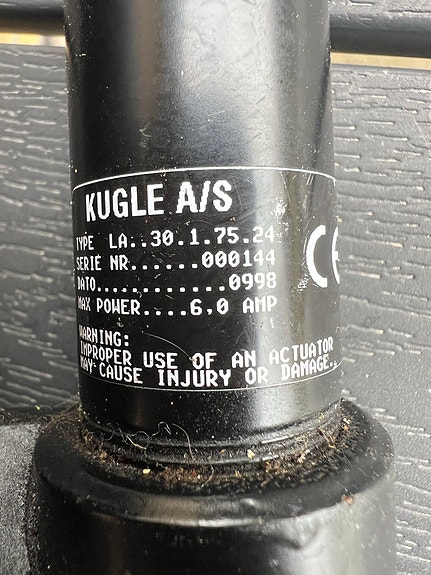 KUGLE A/S
TYPE LA..30.1.75.24
SERIE NR......000144
DATO............0998
MAX POWER....6,0 AMP
CE
WARNING:
IMPROPER USE OF AN ACTUATOR
MAY CAUSE INJURY OR DAMAGE.